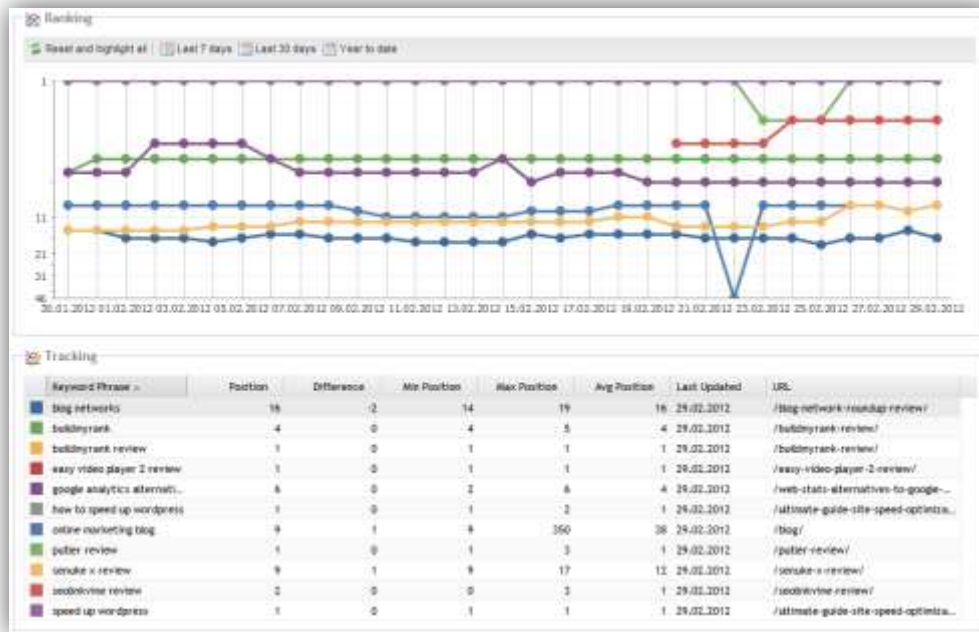 Ranking
Reset and highlight all Last 7 days Last 30 days Year to date
1
11
21
31
46
30.01.2012 01.02.2012 03.02.2012 05.02.2012 07.02.2012 09.02.2012 11.02.2012 13.02.2012 15.02.2012 17.02.2012 19.02.2012 21.02.2012 23.02.2012 25.02.2012 27.02.2012 29.02.2012
Tracking
Keyword Phrase Position Difference Min Position Max Position Avg Position Last Updated URL
blog networks 16 -2 14 19 16 29.02.2012 /blog-network-roundup-review/
buildmyrank 4 0 4 5 4 29.02.2012 /buildmyrank-review/
buildmyrank review 1 0 1 1 1 29.02.2012 /buildmyrank-review/
easy video player 2 review 1 0 1 1 1 29.02.2012 /easy-video-player-2-review/
google analytics alternati... 6 0 2 6 4 29.02.2012 /web-stats-alternatives-to-google-...
how to speed up wordpress 1 0 1 2 1 29.02.2012 /ultimate-guide-site-speed-optimiza...
online marketing blog 9 1 9 350 38 29.02.2012 /blog/
putler review 1 0 1 3 1 29.02.2012 /putler-review/
senuke x review 9 1 9 17 12 29.02.2012 /senuke-x-review/
seolinkvine review 2 0 0 3 1 29.02.2012 /seolinkvine-review/
speed up wordpress 1 0 1 1 1 29.02.2012 /ultimate-guide-site-speed-optimiza...